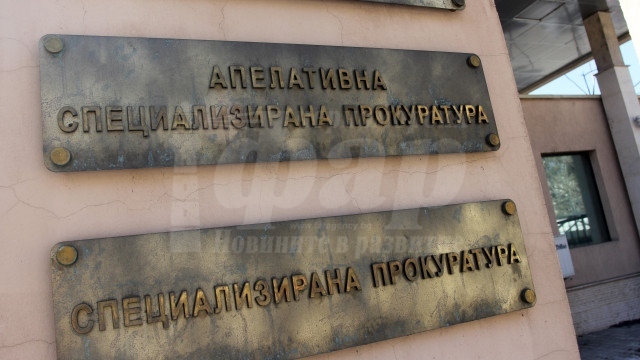 АПЕЛАТИВНА
СПЕЦИАЛИЗИРАНА ПРОКУРАТУРА
фар
Новините в развитие
СПЕЦИАЛИЗИРАНА ПРОКУРАТУРА